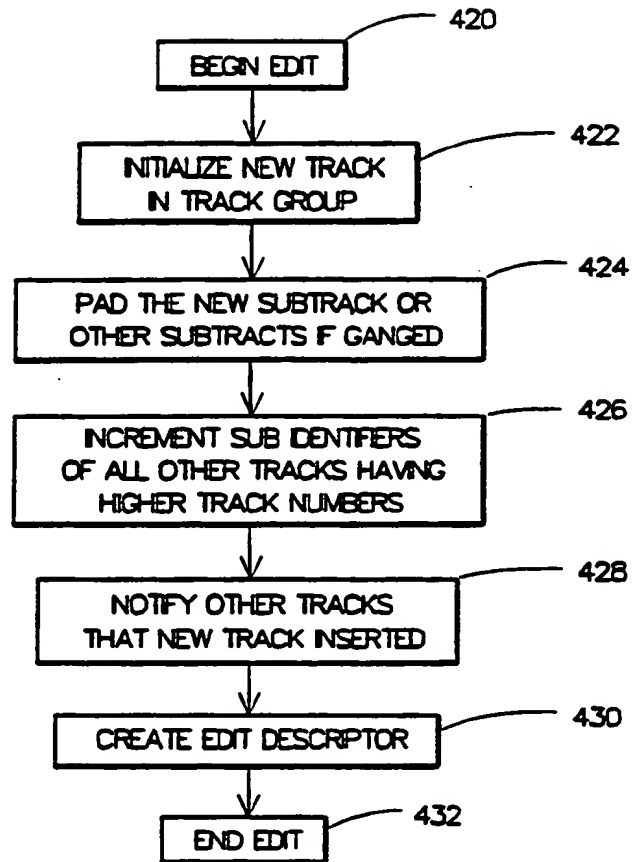 420
BEGIN EDIT
422
INITIALIZE NEW TRACK
IN TRACK GROUP
424
PAD THE NEW SUBTRACK OR
OTHER SUBTRACTS IF GANGED
426
INCREMENT SUB IDENTIFIERS
OF ALL OTHER TRACKS HAVING
HIGHER TRACK NUMBERS
428
NOTIFY OTHER TRACKS
THAT NEW TRACK INSERTED
430
CREATE EDIT DESCRIPTOR
432
END EDIT